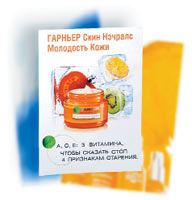 ГАРНЬЕР Скин Нэчралс
Молодость Кожи
А, С, Е: 3 ВИТАМИНА,
ЧТОБЫ СКАЗАТЬ СТОП
4 ПРИЗНАКАМ СТАРЕНИЯ.